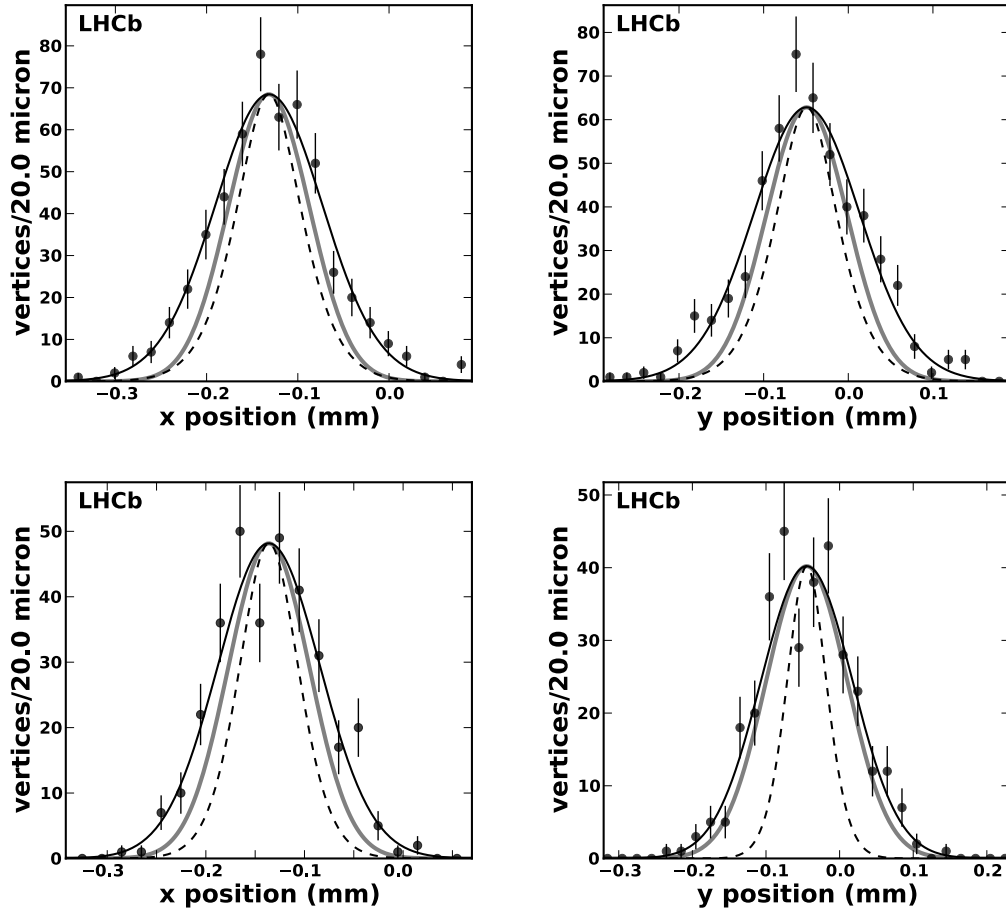 LHCb
vertices/20.0 micron
80
70
60
50
40
30
20
10
0
−0.3 −0.2 −0.1 0.0
x position (mm)
LHCb
vertices/20.0 micron
80
70
60
50
40
30
20
10
0
−0.2 −0.1 0.0 0.1
y position (mm)
LHCb
vertices/20.0 micron
50
40
30
20
10
0
−0.3 −0.2 −0.1 0.0
x position (mm)
LHCb
vertices/20.0 micron
50
40
30
20
10
0
−0.3 −0.2 −0.1 0.0 0.1 0.2
y position (mm)